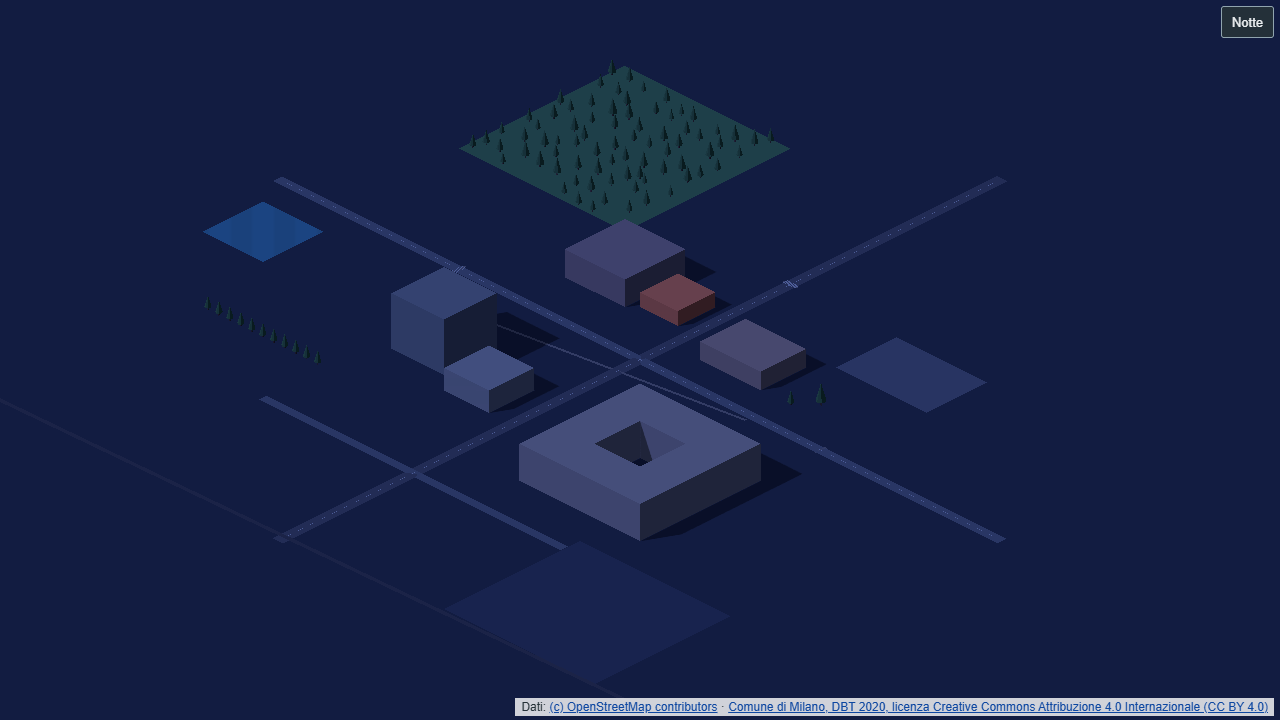 Notte
Dati: (c) OpenStreetMap contributors · Comune di Milano, DBT 2020, licenza Creative Commons Attribuzione 4.0 Internazionale (CC BY 4.0)